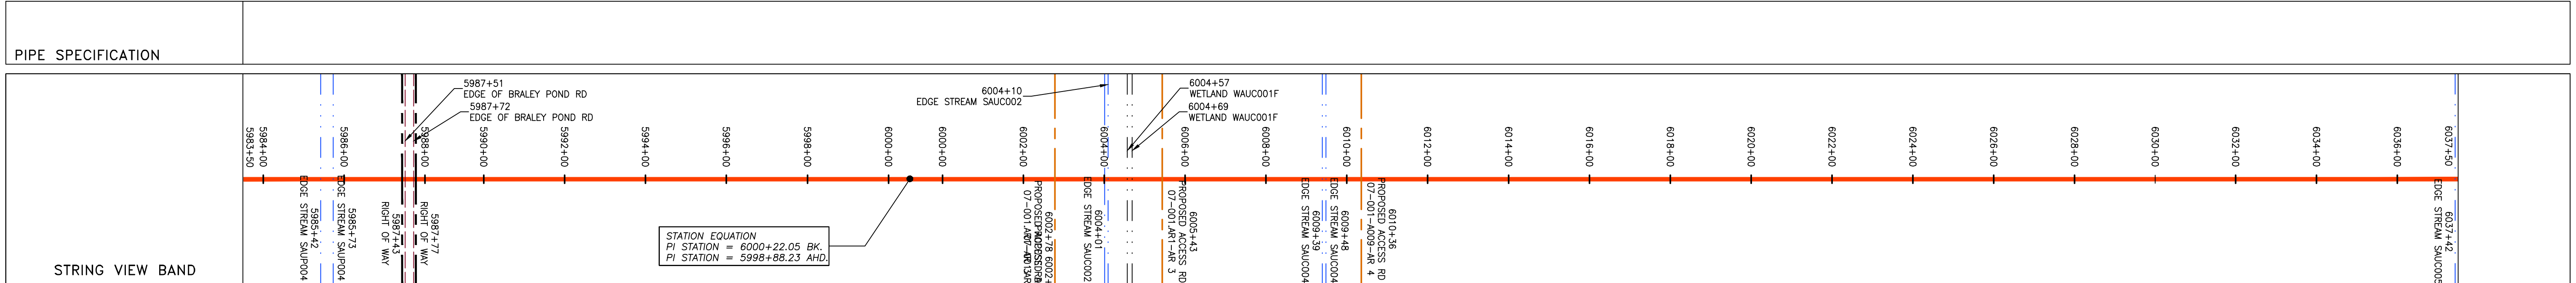 PIPE SPECIFICATION
STRING VIEW BAND
5987+51
EDGE OF BRALEY POND RD
5987+72
EDGE OF BRALEY POND RD
6004+10
EDGE STREAM SAUC002
6004+57
WETLAND WAUC001F
6004+69
WETLAND WAUC001F
5983+50
5984+00
5986+00
5988+00
5990+00
5992+00
5994+00
5996+00
5998+00
6000+00
6000+00
6002+00
6004+00
6006+00
6008+00
6010+00
6012+00
6014+00
6016+00
6018+00
6020+00
6022+00
6024+00
6026+00
6028+00
6030+00
6032+00
6034+00
6036+00
6037+50
5985+42
EDGE STREAM SAUP004
5985+73
EDGE STREAM SAUP004
5987+43
RIGHT OF WAY
5987+77
RIGHT OF WAY
STATION EQUATION
PI STATION = 6000+22.05 BK.
PI STATION = 5998+88.23 AHD.
6002+78
PROPOSED ACCESS RD
6004+01
EDGE STREAM SAUC002
6005+43
PROPOSED ACCESS RD
07-001.AR1-AR 3
6009+39
EDGE STREAM SAUC004
6009+48
EDGE STREAM SAUC004
6010+36
PROPOSED ACCESS RD
07-001-A009-AR 4
6037+42
EDGE STREAM SAUC005